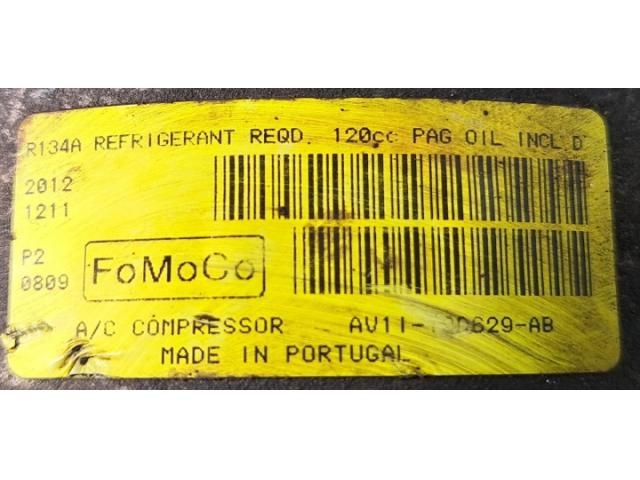 R134A REFRIGERANT REQD. 120cc PAG OIL INCL'D
2012
1211
P2
0809
FoMoCo
A/C COMPRESSOR
MADE IN PORTUGAL